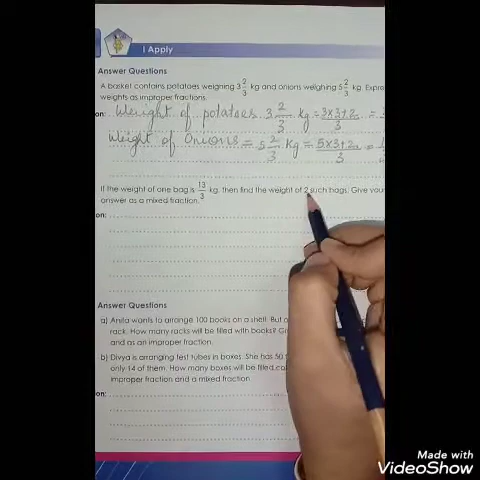 I Apply
Answer Questions
A basket contains potatoes weighing 3 2/3 kg and onions weighing 5 2/3 kg. Expre
weights as improper fractions.
on: Weight of potatoes 3 2/3 kg = 3x3+2/3 =
Weight of Onions = 5 2/3 Kg = 5x3+2/3 =
If the weight of one bag is 13/3 kg, then find the weight of 2 such bags. Give you
answer as a mixed fraction.
on:
Answer Questions
a) Anita wants to arrange 100 books on a shelf. But
rack. How many racks will be filled with books?
and as an improper fraction.
b) Divya is arranging test tubes in boxes. She has 50
only 14 of them. How many boxes will be filled
improper fraction and a mixed fraction
on:
Made with
VideoShow